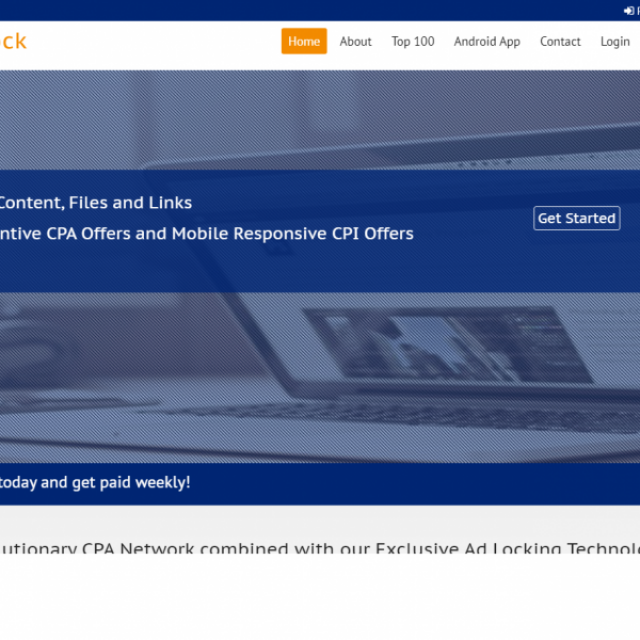 ck
Home About Top 100 Android App Contact Login
Content, Files and Links
ntive CPA Offers and Mobile Responsive CPI Offers
Get Started
today and get paid weekly!
utionary CPA Network combined with our Exclusive Ad Locking Technol